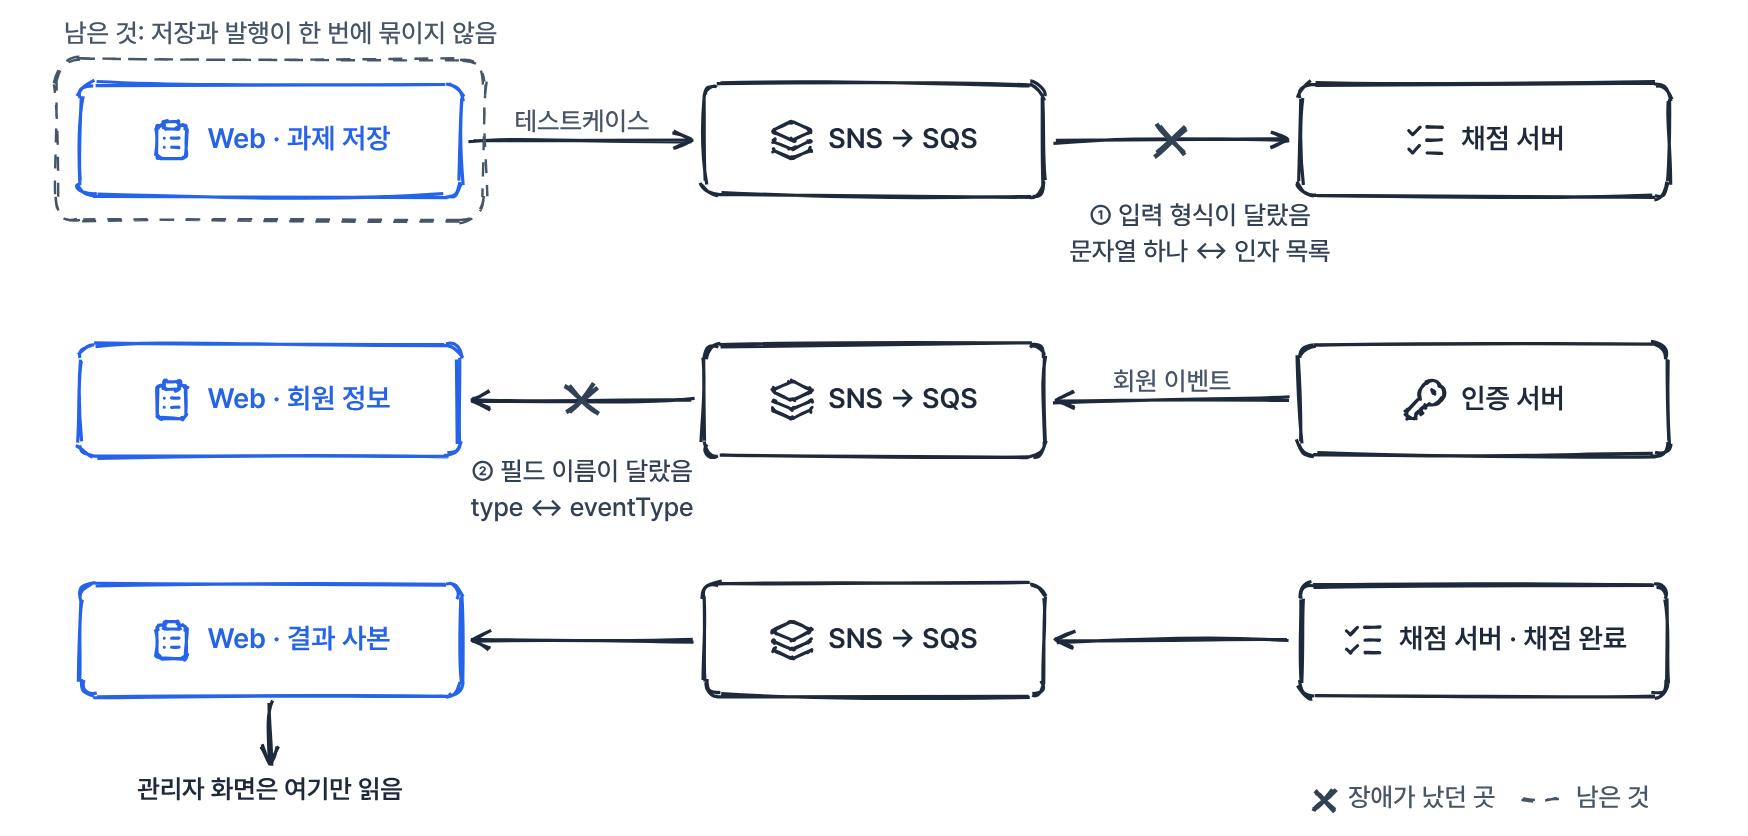 남은 것: 저장과 발행이 한 번에 묶이지 않음
Web · 과제 저장
테스트케이스
SNS → SQS
채점 서버
① 입력 형식이 달랐음
문자열 하나 ↔ 인자 목록
Web · 회원 정보
SNS → SQS
회원 이벤트
인증 서버
② 필드 이름이 달랐음
type ↔ eventType
Web · 결과 사본
SNS → SQS
채점 서버 · 채점 완료
관리자 화면은 여기만 읽음
장애가 났던 곳
남은 것